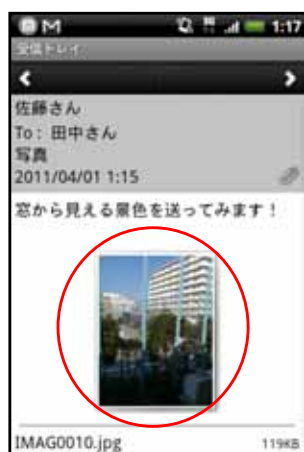 M 1:17
受信トレイ
佐藤さん
To: 田中さん
写真
2011/04/01 1:15
窓から見える景色を送ってみます！
IMAG0010.jpg 119KB